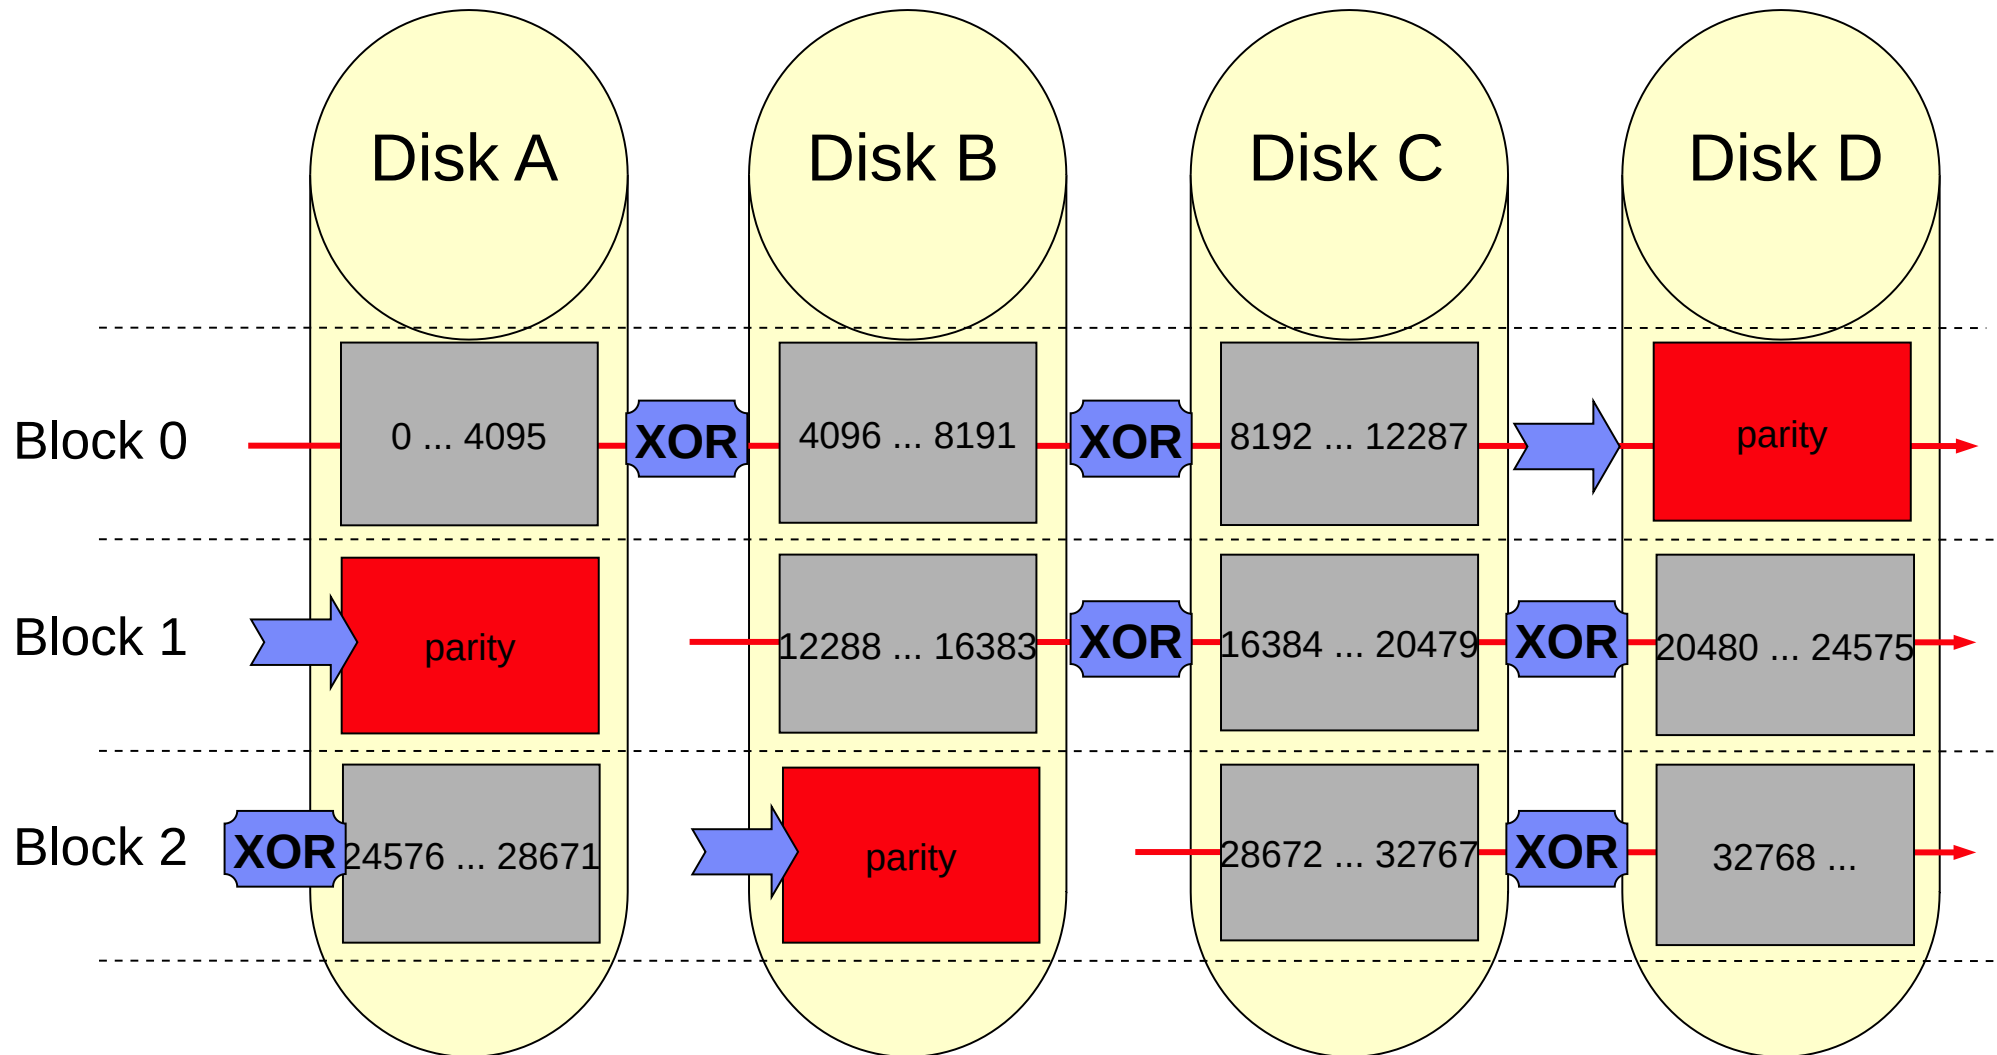 Disk A Disk B Disk C Disk D
Block 0 0 ... 4095 XOR 4096 ... 8191 XOR 8192 ... 12287 parity
Block 1 parity 12288 ... 16383 XOR 16384 ... 20479 XOR 20480 ... 24575
Block 2 XOR 24576 ... 28671 parity 28672 ... 32767 XOR 32768 ...